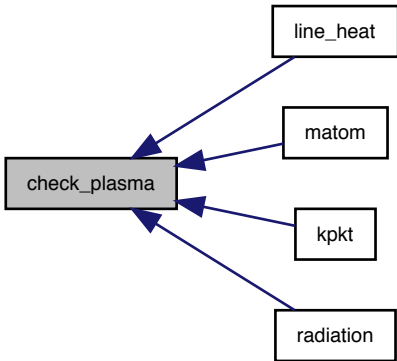 line_heat
matom
check_plasma
kpkt
radiation